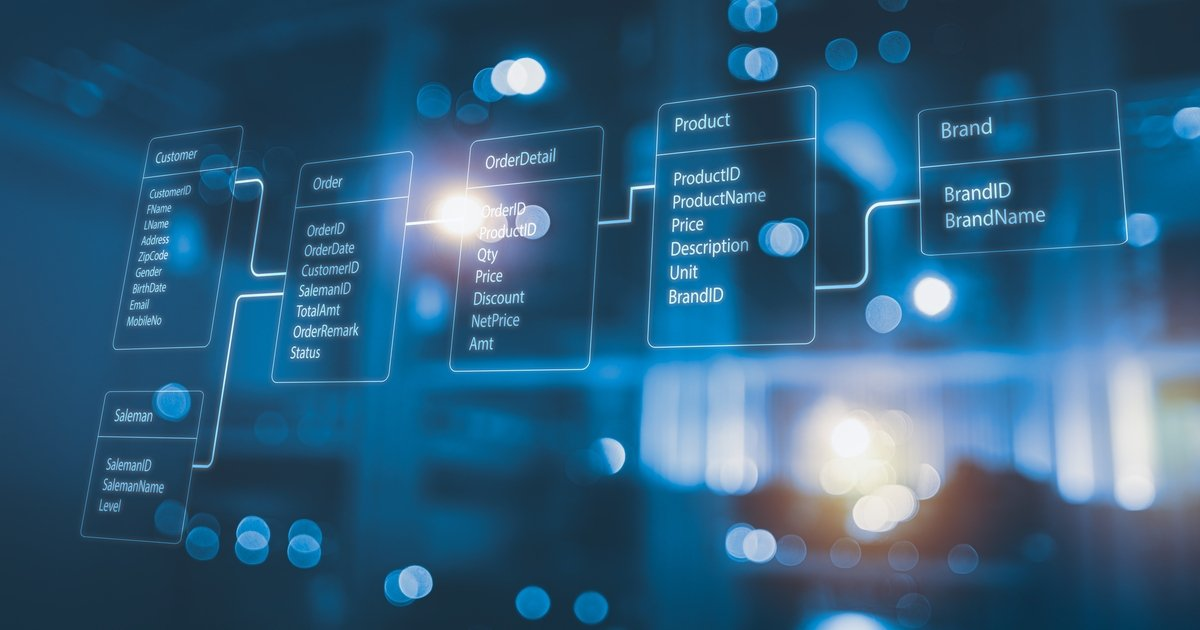 Customer
CustomerID
FName
LName
Address
ZipCode
Gender
BirthDate
Email
MobileNo
Order
OrderID
OrderDate
CustomerID
SalemanID
TotalAmt
OrderRemark
Status
OrderDetail
OrderID
ProductID
Qty
Price
Discount
NetPrice
Amt
Product
ProductID
ProductName
Price
Description
Unit
BrandID
Brand
BrandID
BrandName
Saleman
SalemanID
SalemanName
Level